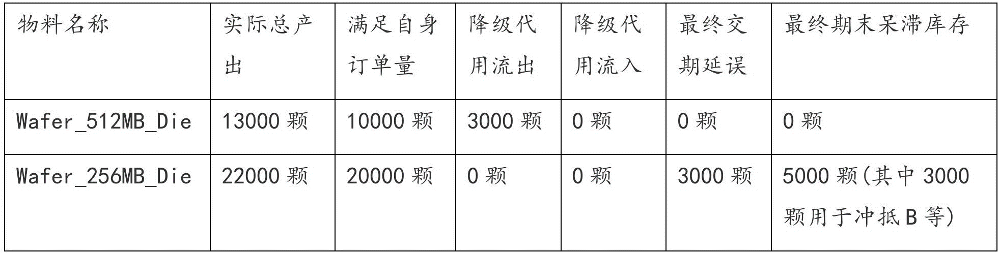 物料名称
实际总产
出
满足自身
订单量
降级代
用流出
降级代
用流入
最终交
期延误
最终期末呆滞库存
Wafer_512MB_Die
13000 颗
10000 颗
3000 颗
0 颗
0 颗
0 颗
Wafer_256MB_Die
22000 颗
20000 颗
0 颗
0 颗
3000 颗
5000 颗(其中 3000
颗用于冲抵 B 等)